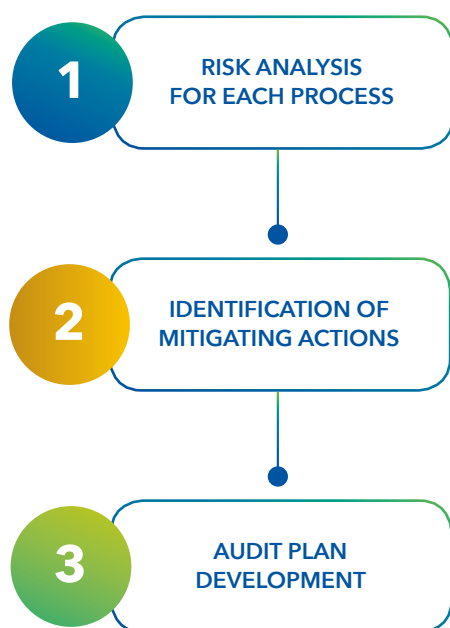 1
RISK ANALYSIS
FOR EACH PROCESS
2
IDENTIFICATION OF
MITIGATING ACTIONS
3
AUDIT PLAN
DEVELOPMENT